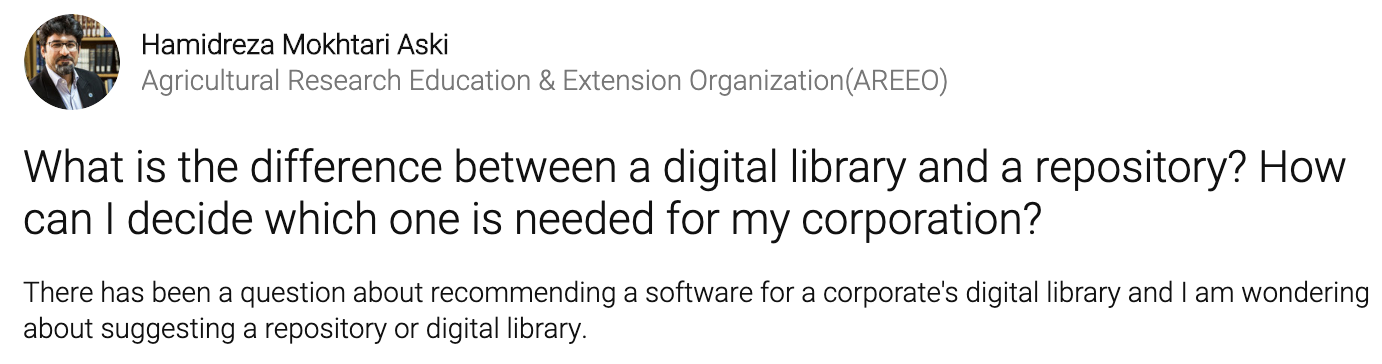 Hamidreza Mokhtari Aski
Agricultural Research Education & Extension Organization(AREEO)
What is the difference between a digital library and a repository? How
can I decide which one is needed for my corporation?
There has been a question about recommending a software for a corporate's digital library and I am wondering
about suggesting a repository or digital library.